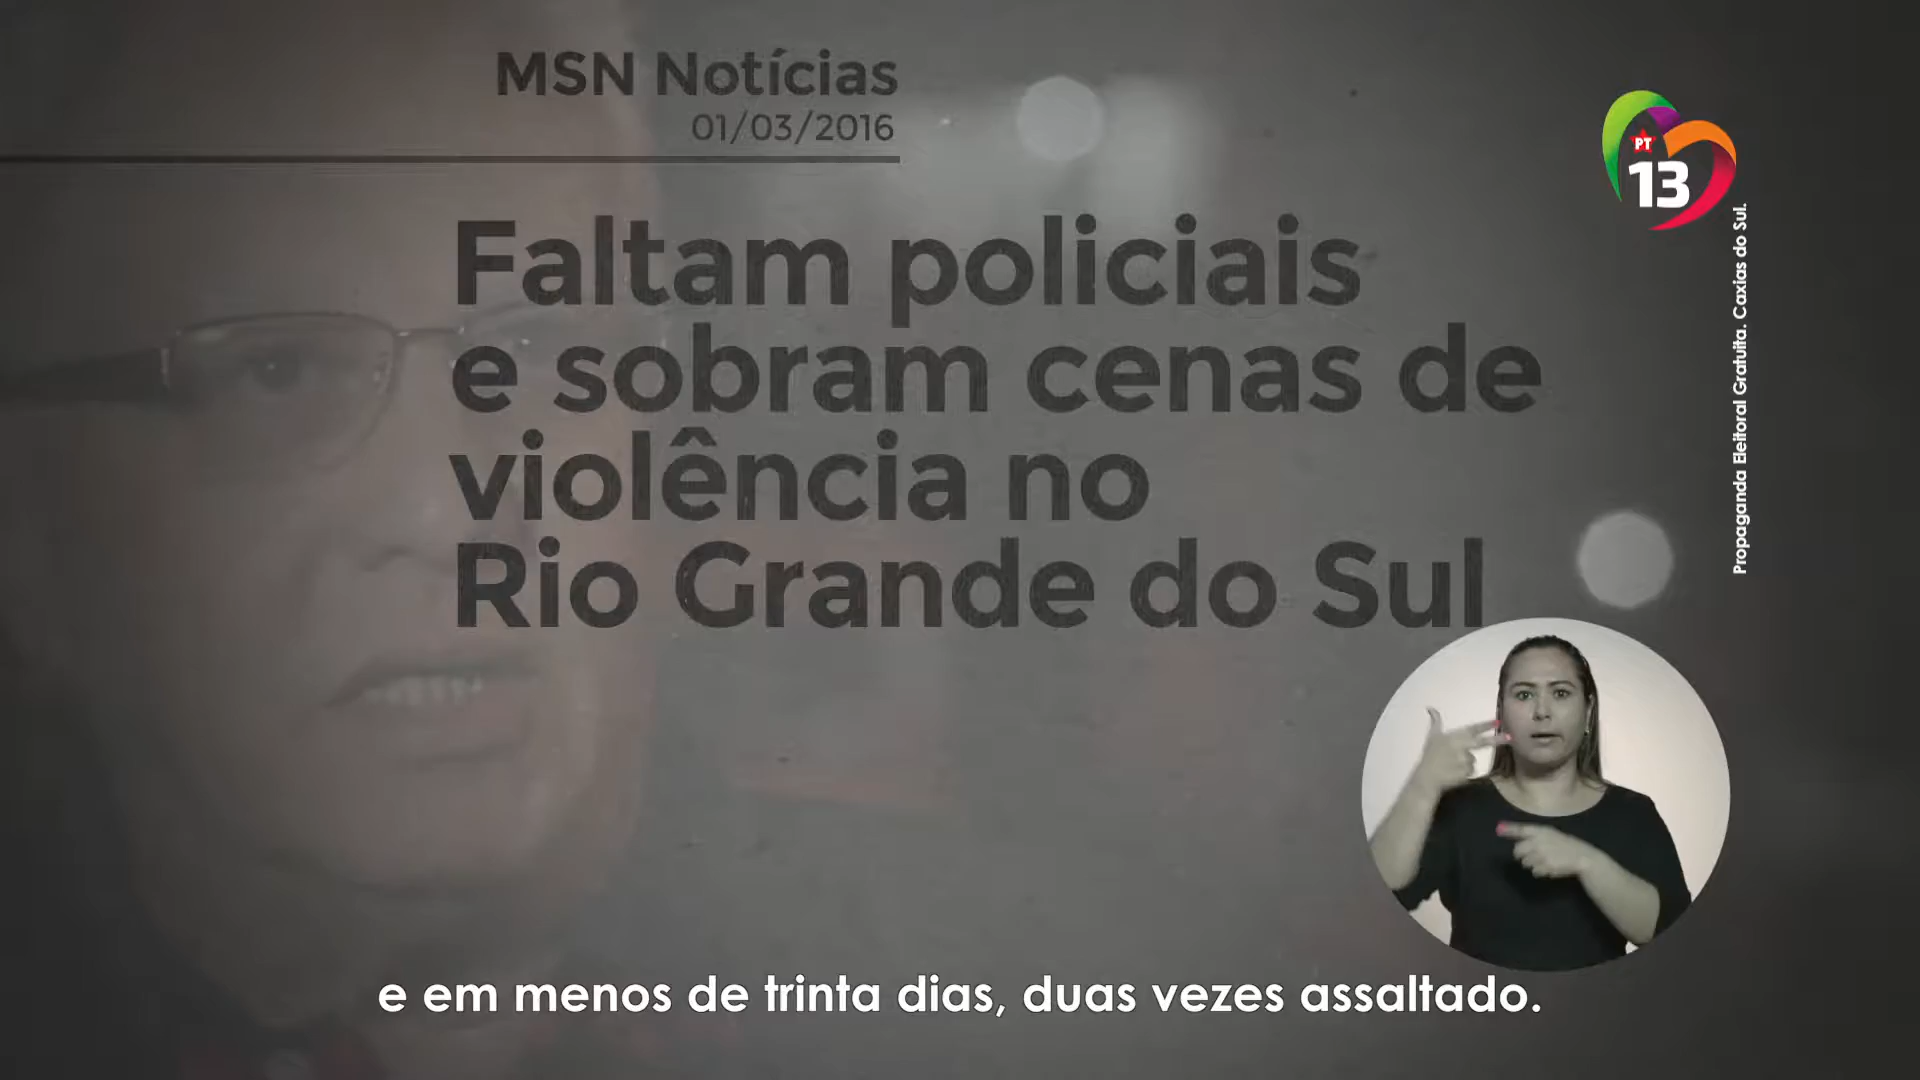 MSN Notícias
01/03/2016
Faltam policiais
e sobram cenas de
violência no
Rio Grande do Sul
PT
13
Propaganda Eleitoral Gratuita. Caxias do Sul.
e em menos de trinta dias, duas vezes assaltado.